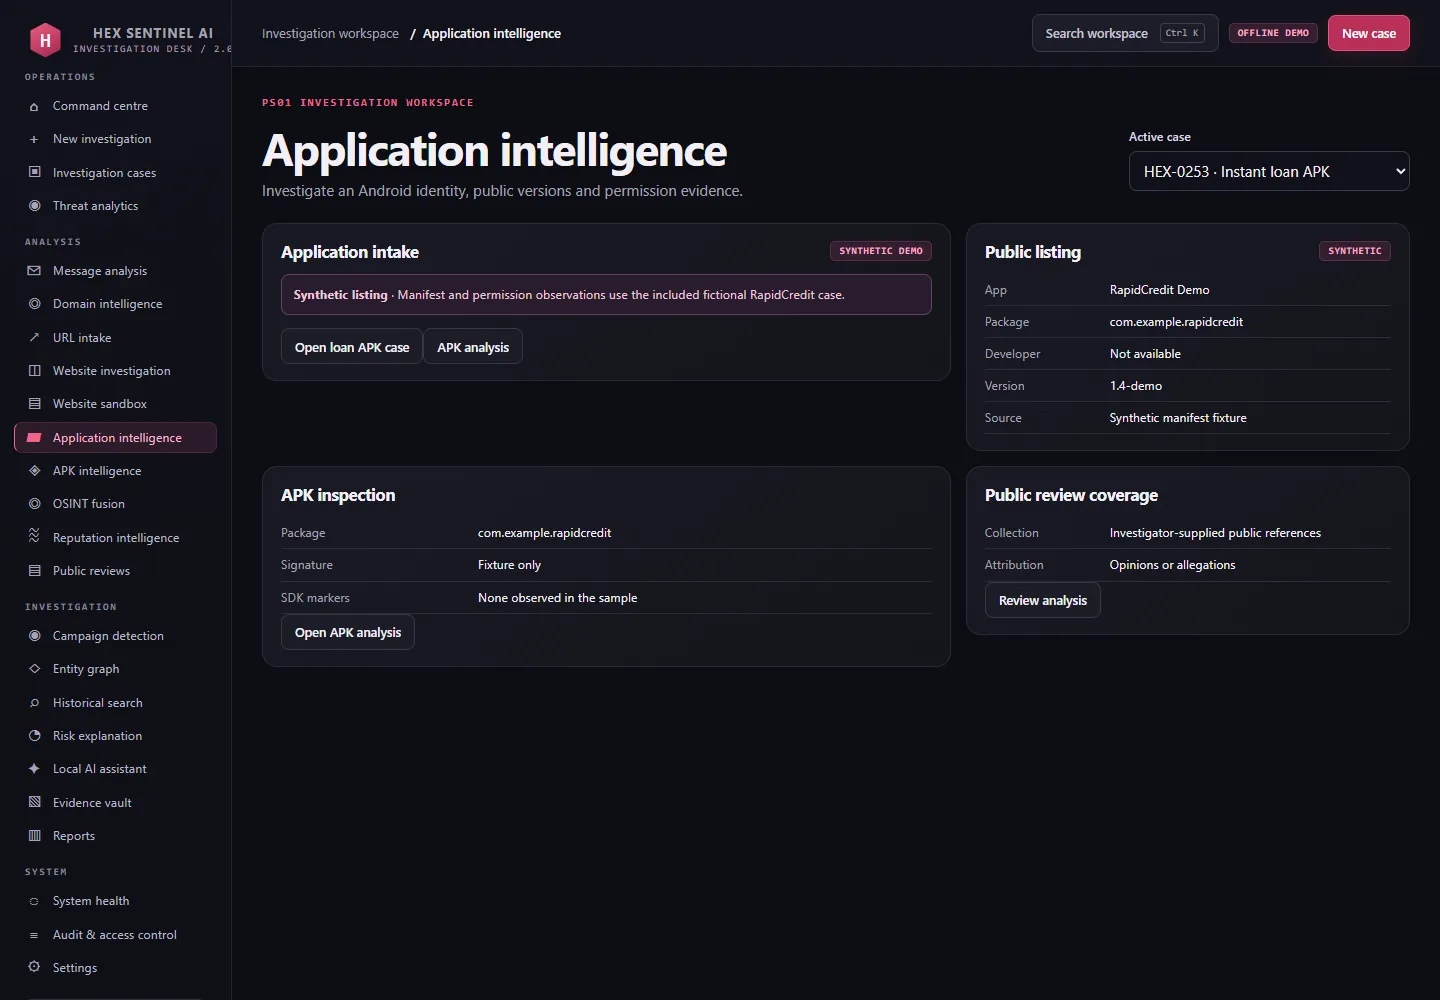 H
HEX SENTINEL AI
INVESTIGATION DESK / 2.0
OPERATIONS
Command centre
New investigation
Investigation cases
Threat analytics
ANALYSIS
Message analysis
Domain intelligence
URL intake
Website investigation
Website sandbox
Application intelligence
APK intelligence
OSINT fusion
Reputation intelligence
Public reviews
INVESTIGATION
Campaign detection
Entity graph
Historical search
Risk explanation
Local AI assistant
Evidence vault
Reports
SYSTEM
System health
Audit & access control
Settings
Investigation workspace / Application intelligence
Search workspace Ctrl K
OFFLINE DEMO
New case
PS01 INVESTIGATION WORKSPACE
Application intelligence
Investigate an Android identity, public versions and permission evidence.
Active case
HEX-0253 · Instant loan APK
Application intake
SYNTHETIC DEMO
Synthetic listing · Manifest and permission observations use the included fictional RapidCredit case.
Open loan APK case
APK analysis
Public listing
SYNTHETIC
App RapidCredit Demo
Package com.example.rapidcredit
Developer Not available
Version 1.4-demo
Source Synthetic manifest fixture
APK inspection
Package com.example.rapidcredit
Signature Fixture only
SDK markers None observed in the sample
Open APK analysis
Public review coverage
Collection Investigator-supplied public references
Attribution Opinions or allegations
Review analysis